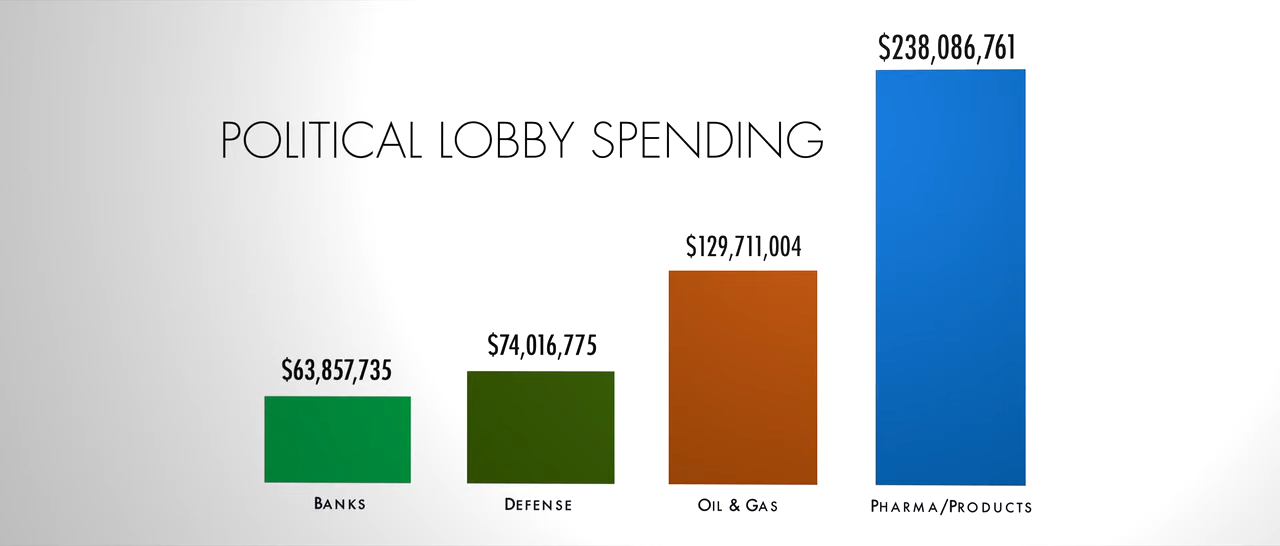 $238,086,761
POLITICAL LOBBY SPENDING
$129,711,004
$74,016,775
$63,857,735
BANKS
DEFENSE
OIL & GAS
PHARMA/PRODUCTS